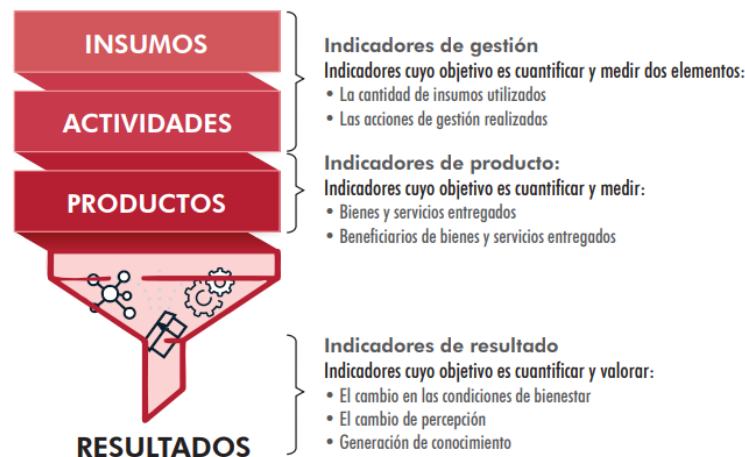 INSUMOS
ACTIVIDADES
PRODUCTOS
RESULTADOS
Indicadores de gestión
Indicadores cuyo objetivo es cuantificar y medir dos elementos:
• La cantidad de insumos utilizados
• Las acciones de gestión realizadas
Indicadores de producto:
Indicadores cuyo objetivo es cuantificar y medir:
• Bienes y servicios entregados
• Beneficiarios de bienes y servicios entregados
Indicadores de resultado
Indicadores cuyo objetivo es cuantificar y valorar:
• El cambio en las condiciones de bienestar
• El cambio de percepción
• Generación de conocimiento